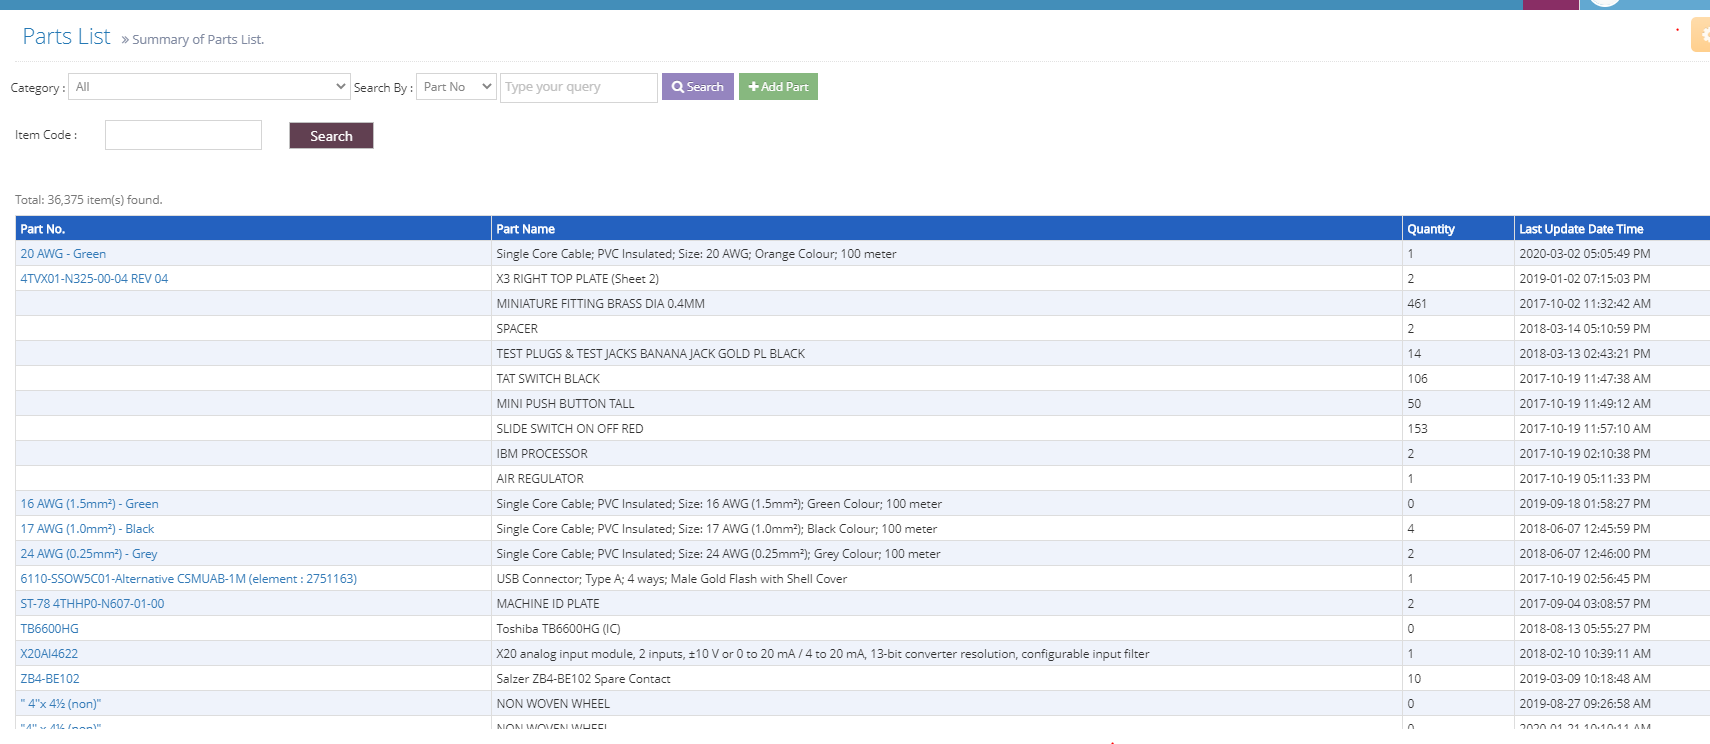 Parts List » Summary of Parts List.
Category : All Search By : Part No Type your query Search Add Part
Item Code : Search
Total: 36,375 item(s) found.
Part No. Part Name Quantity Last Update Date Time
20 AWG - Green Single Core Cable; PVC Insulated; Size: 20 AWG; Orange Colour; 100 meter 1 2020-03-02 05:05:49 PM
4TVX01-N325-00-04 REV 04 X3 RIGHT TOP PLATE (Sheet 2) 2 2019-01-02 07:15:03 PM
MINIATURE FITTING BRASS DIA 0.4MM 461 2017-10-02 11:32:42 AM
SPACER 2 2018-03-14 05:10:59 PM
TEST PLUGS & TEST JACKS BANANA JACK GOLD PL BLACK 14 2018-03-13 02:43:21 PM
TAT SWITCH BLACK 106 2017-10-19 11:47:38 AM
MINI PUSH BUTTON TALL 50 2017-10-19 11:49:12 AM
SLIDE SWITCH ON OFF RED 153 2017-10-19 11:57:10 AM
IBM PROCESSOR 2 2017-10-19 02:10:38 PM
AIR REGULATOR 1 2017-10-19 05:11:33 PM
16 AWG (1.5mm²) - Green Single Core Cable; PVC Insulated; Size: 16 AWG (1.5mm²); Green Colour; 100 meter 0 2019-09-18 01:58:27 PM
17 AWG (1.0mm²) - Black Single Core Cable; PVC Insulated; Size: 17 AWG (1.0mm²); Black Colour; 100 meter 4 2018-06-07 12:45:59 PM
24 AWG (0.25mm²) - Grey Single Core Cable; PVC Insulated; Size: 24 AWG (0.25mm²); Grey Colour; 100 meter 2 2018-06-07 12:46:00 PM
6110-SSOW5C01-Alternative CSMUAB-1M (element : 2751163) USB Connector; Type A; 4 ways; Male Gold Flash with Shell Cover 1 2017-10-19 02:56:45 PM
ST-78 4THHP0-N607-01-00 MACHINE ID PLATE 2 2017-09-04 03:08:57 PM
TB6600HG Toshiba TB6600HG (IC) 0 2018-08-13 05:55:27 PM
X20AI4622 X20 analog input module, 2 inputs, ±10 V or 0 to 20 mA / 4 to 20 mA, 13-bit converter resolution, configurable input filter 1 2018-02-10 10:39:11 AM
ZB4-BE102 Salzer ZB4-BE102 Spare Contact 10 2019-03-09 10:18:48 AM
" 4"x 4½ (non)" NON WOVEN WHEEL 0 2019-08-27 09:26:58 AM
"4" x 4½ (non)" NON WOVEN WHEEL 0 2020-01-21 10:10:11 AM